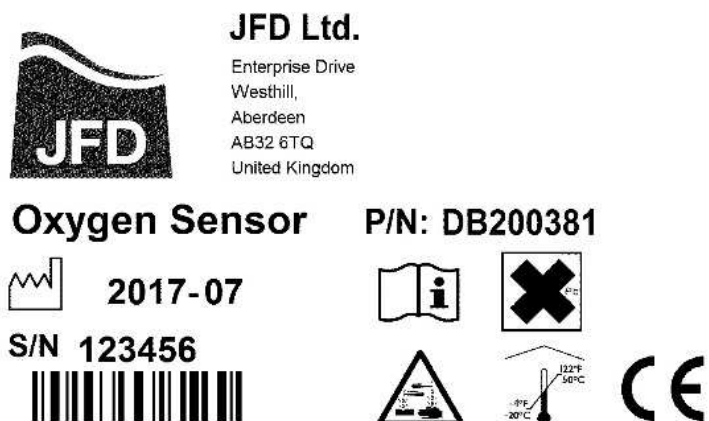 JFD Ltd.
Enterprise Drive
Westhill,
Aberdeen
AB32 6TQ
United Kingdom
JFD
Oxygen Sensor P/N: DB200381
2017-07
i
S/N 123456
122°F
50°C
-4°F
-20°C
CE